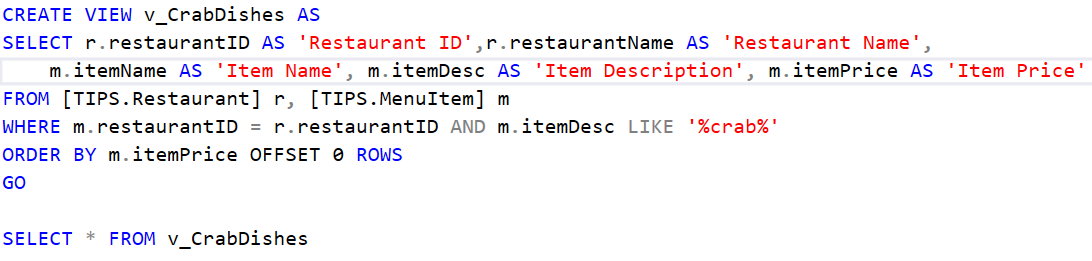 CREATE VIEW v_CrabDishes AS
SELECT r.restaurantID AS 'Restaurant ID',r.restaurantName AS 'Restaurant Name',
    m.itemName AS 'Item Name', m.itemDesc AS 'Item Description', m.itemPrice AS 'Item Price'
FROM [TIPS.Restaurant] r, [TIPS.MenuItem] m
WHERE m.restaurantID = r.restaurantID AND m.itemDesc LIKE '%crab%'
ORDER BY m.itemPrice OFFSET 0 ROWS
GO

SELECT * FROM v_CrabDishes